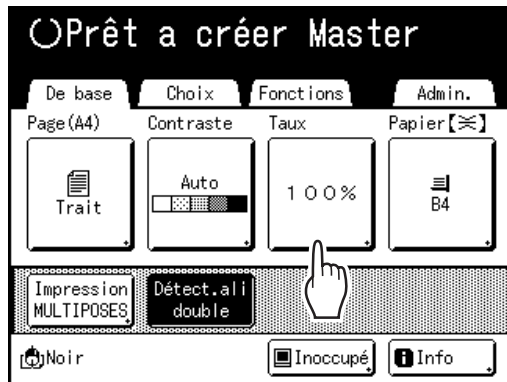 Prêt a créer Master
De base Choix Fonctions Admin.
Page(A4) Contraste Taux Papier【】
Trait
Auto
100%
B4
Impression
MULTIPOSES
Détect.ali
double
Noir Inoccupé Info